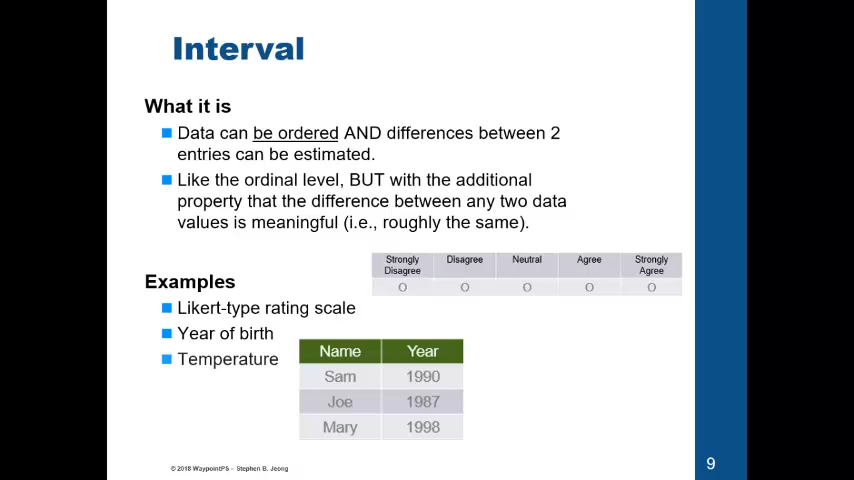 Interval
What it is
Data can be ordered AND differences between 2
entries can be estimated.
Like the ordinal level, BUT with the additional
property that the difference between any two data
values is meaningful (i.e., roughly the same).
Strongly Disagree Disagree Neutral Agree Strongly Agree
O O O O O
Examples
Likert-type rating scale
Year of birth
Temperature
Name Year
Sam 1990
Joe 1987
Mary 1998
© 2018 WaypointPS – Stephen B. Jeong
9